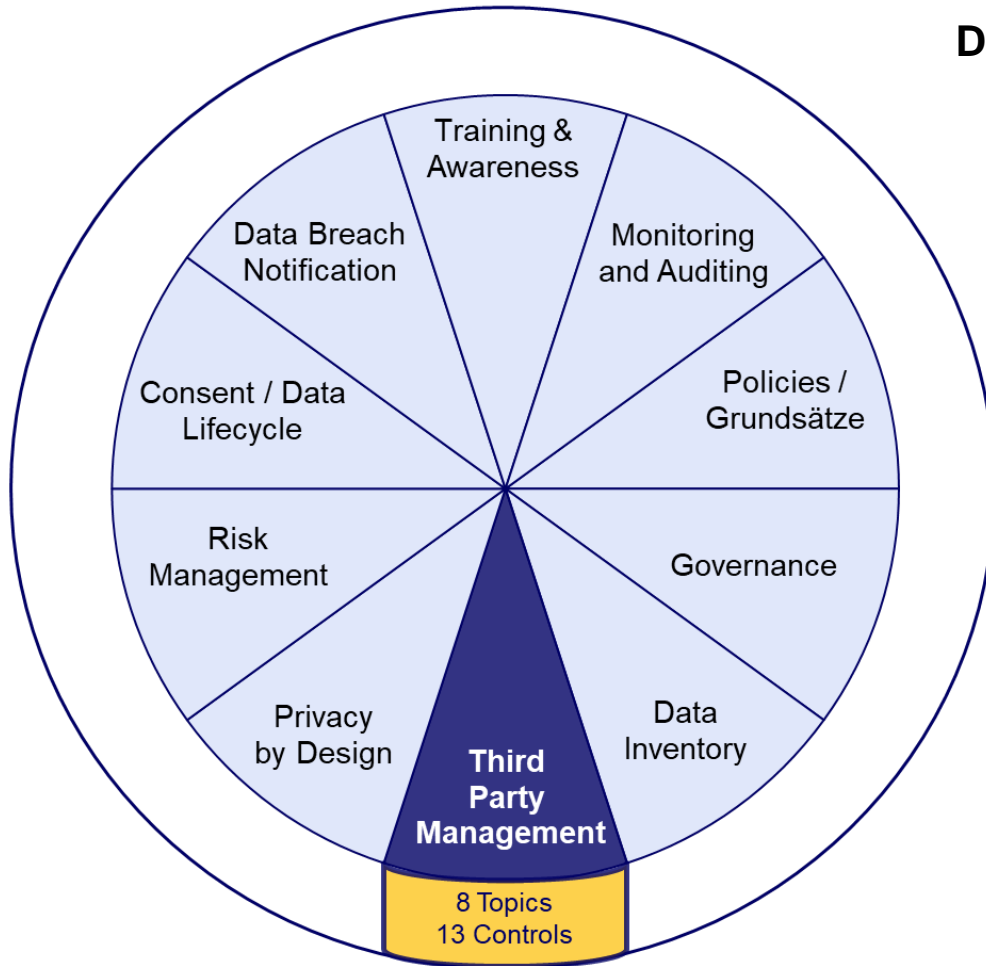 D
Training &
Awareness
Monitoring
and Auditing
Policies /
Grundsätze
Governance
Data
Inventory
Third
Party
Management
8 Topics
13 Controls
Privacy
by Design
Risk
Management
Consent / Data
Lifecycle
Data Breach
Notification